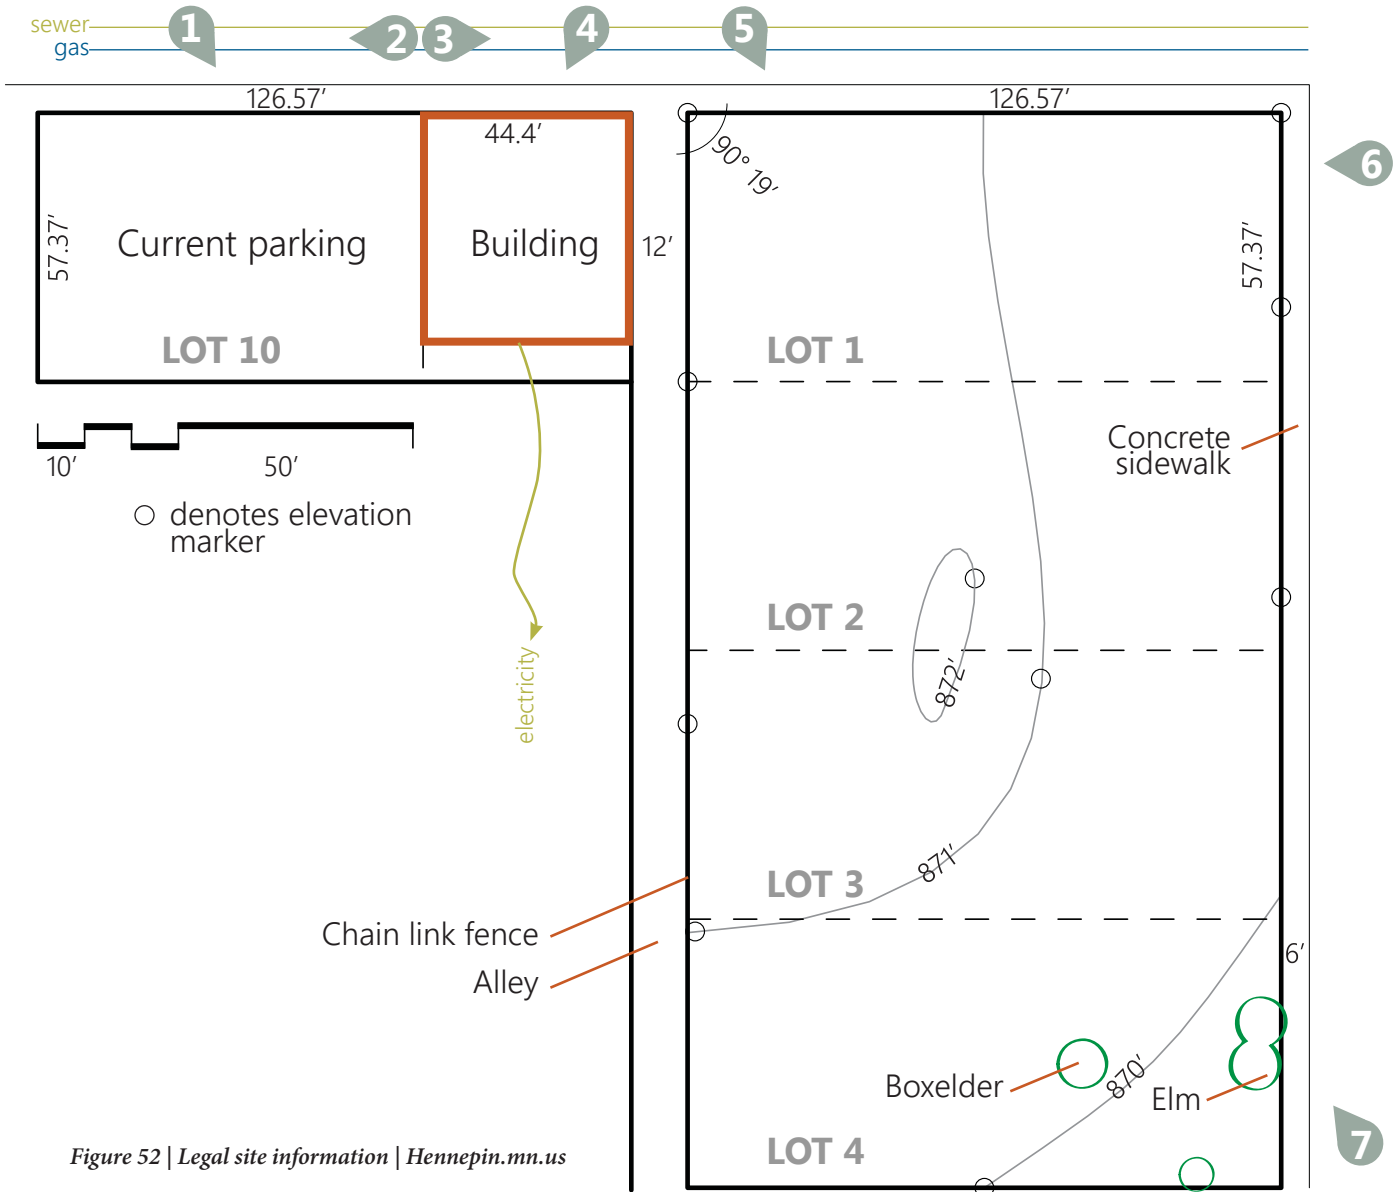 sewer
gas
1
2
3
4
5
126.57′
126.57′
44.4′
90° 19′
6
57.37′
Current parking
Building
12′
57.37′
LOT 10
LOT 1
10′
50′
Concrete
sidewalk
denotes elevation
marker
LOT 2
872′
electricity
871′
LOT 3
Chain link fence
Alley
6′
870′
Boxelder
Elm
7
LOT 4
Figure 52 | Legal site information | Hennepin.mn.us